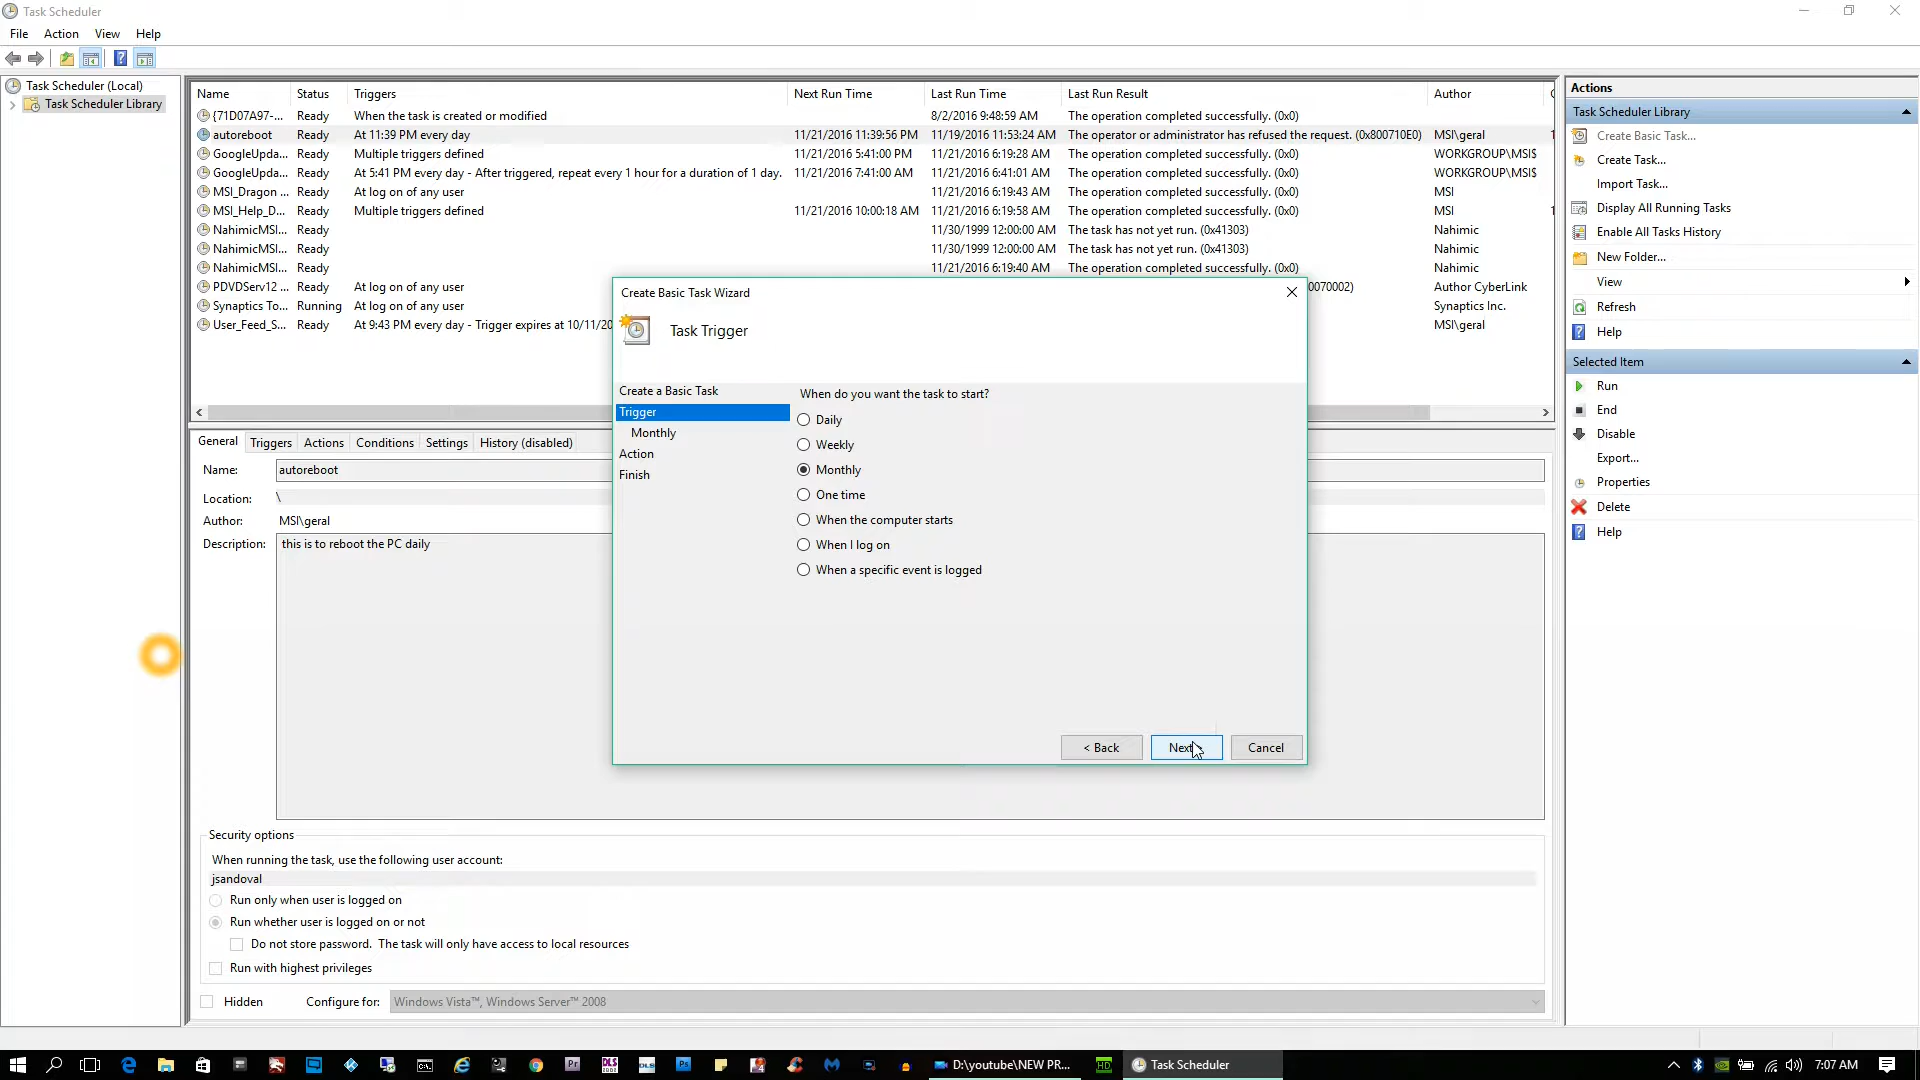 Task Scheduler
File Action View Help
Task Scheduler (Local)
Task Scheduler Library
Name Status Triggers Next Run Time Last Run Time Last Run Result Author
{71D07A97-... Ready When the task is created or modified 8/2/2016 9:48:59 AM The operation completed successfully. (0x0)
autoreboot Ready At 11:39 PM every day 11/21/2016 11:39:56 PM 11/19/2016 11:53:24 AM The operator or administrator has refused the request. (0x800710E0) MSI\geral
GoogleUpda... Ready Multiple triggers defined 11/21/2016 5:41:00 PM 11/21/2016 6:19:28 AM The operation completed successfully. (0x0) WORKGROUP\MSI$
GoogleUpda... Ready At 5:41 PM every day - After triggered, repeat every 1 hour for a duration of 1 day. 11/21/2016 7:41:00 AM 11/21/2016 6:41:01 AM The operation completed successfully. (0x0) WORKGROUP\MSI$
MSI_Dragon ... Ready At log on of any user 11/21/2016 6:19:43 AM The operation completed successfully. (0x0) MSI
MSI_Help_D... Ready Multiple triggers defined 11/21/2016 10:00:18 AM 11/21/2016 6:19:58 AM The operation completed successfully. (0x0) MSI
NahimicMSI... Ready 11/30/1999 12:00:00 AM The task has not yet run. (0x41303) Nahimic
NahimicMSI... Ready 11/30/1999 12:00:00 AM The task has not yet run. (0x41303) Nahimic
NahimicMSI... Ready 11/21/2016 6:19:40 AM The operation completed successfully. (0x0) Nahimic
PDVDServ12 ... Ready At log on of any user 0070002) Author CyberLink
Synaptics To... Running At log on of any user Synaptics Inc.
User_Feed_S... Ready At 9:43 PM every day - Trigger expires at 10/11/20 MSI\geral
Create Basic Task Wizard
Task Trigger
Create a Basic Task
Trigger
Monthly
Action
Finish
When do you want the task to start?
Daily
Weekly
Monthly
One time
When the computer starts
When I log on
When a specific event is logged
< Back Next Cancel
General Triggers Actions Conditions Settings History (disabled)
Name: autoreboot
Location: \
Author: MSI\geral
Description: this is to reboot the PC daily
Security options
When running the task, use the following user account:
jsandoval
Run only when user is logged on
Run whether user is logged on or not
Do not store password. The task will only have access to local resources
Run with highest privileges
Hidden Configure for: Windows Vista™, Windows Server™ 2008
Actions
Task Scheduler Library
Create Basic Task...
Create Task...
Import Task...
Display All Running Tasks
Enable All Tasks History
New Folder...
View
Refresh
Help
Selected Item
Run
End
Disable
Export...
Properties
Delete
Help
D:\youtube\NEW PR... Task Scheduler 7:07 AM